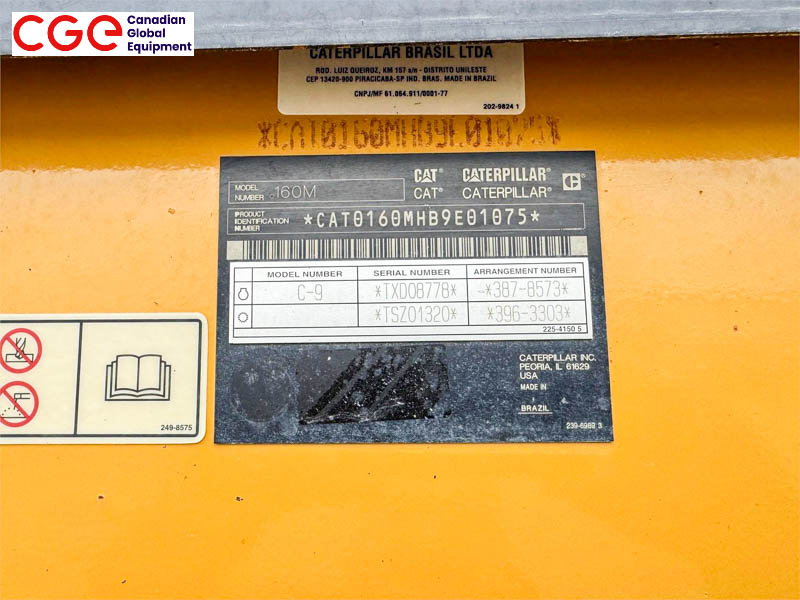 CGE Canadian
Global
Equipment
CATERPILLAR BRASIL LTDA
ROD. LUIZ QUEIROZ, KM 157 s/n - DISTRITO UNILESTE
CEP 13420-900 PIRACICABA-SP IND. BRAS. MADE IN BRAZIL
CNPJ/MF 61.064.911/0001-77
202-9824 1
*CAT0160MHB9E01075*
MODEL NUMBER 160M CAT® CATERPILLAR®
CAT® CATERPILLAR®
PRODUCT IDENTIFICATION NUMBER *CAT0160MHB9E01075*
MODEL NUMBER SERIAL NUMBER ARRANGEMENT NUMBER
C-9 *TXD08778* *387-8573*
*TSZ01320* *396-3303*
225-4150 5
CATERPILLAR INC.
PEORIA, IL 61629
USA
MADE IN
BRAZIL
239-6969 3
249-8575